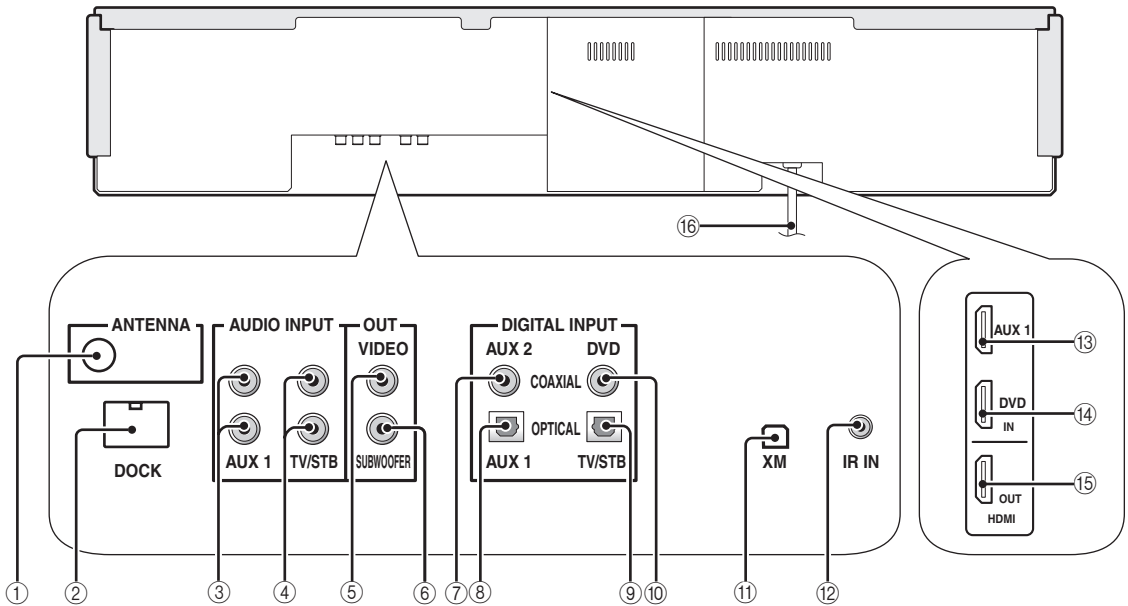 ⑯
ANTENNA
AUDIO INPUT
OUT
DIGITAL INPUT
VIDEO
AUX 2
DVD
COAXIAL
OPTICAL
DOCK
AUX 1
TV/STB
SUBWOOFER
AUX 1
TV/STB
XM
IR IN
AUX 1
⑬
DVD
⑭
IN
OUT
⑮
HDMI
① ② ③ ④ ⑤ ⑥ ⑦ ⑧ ⑨ ⑩ ⑪ ⑫